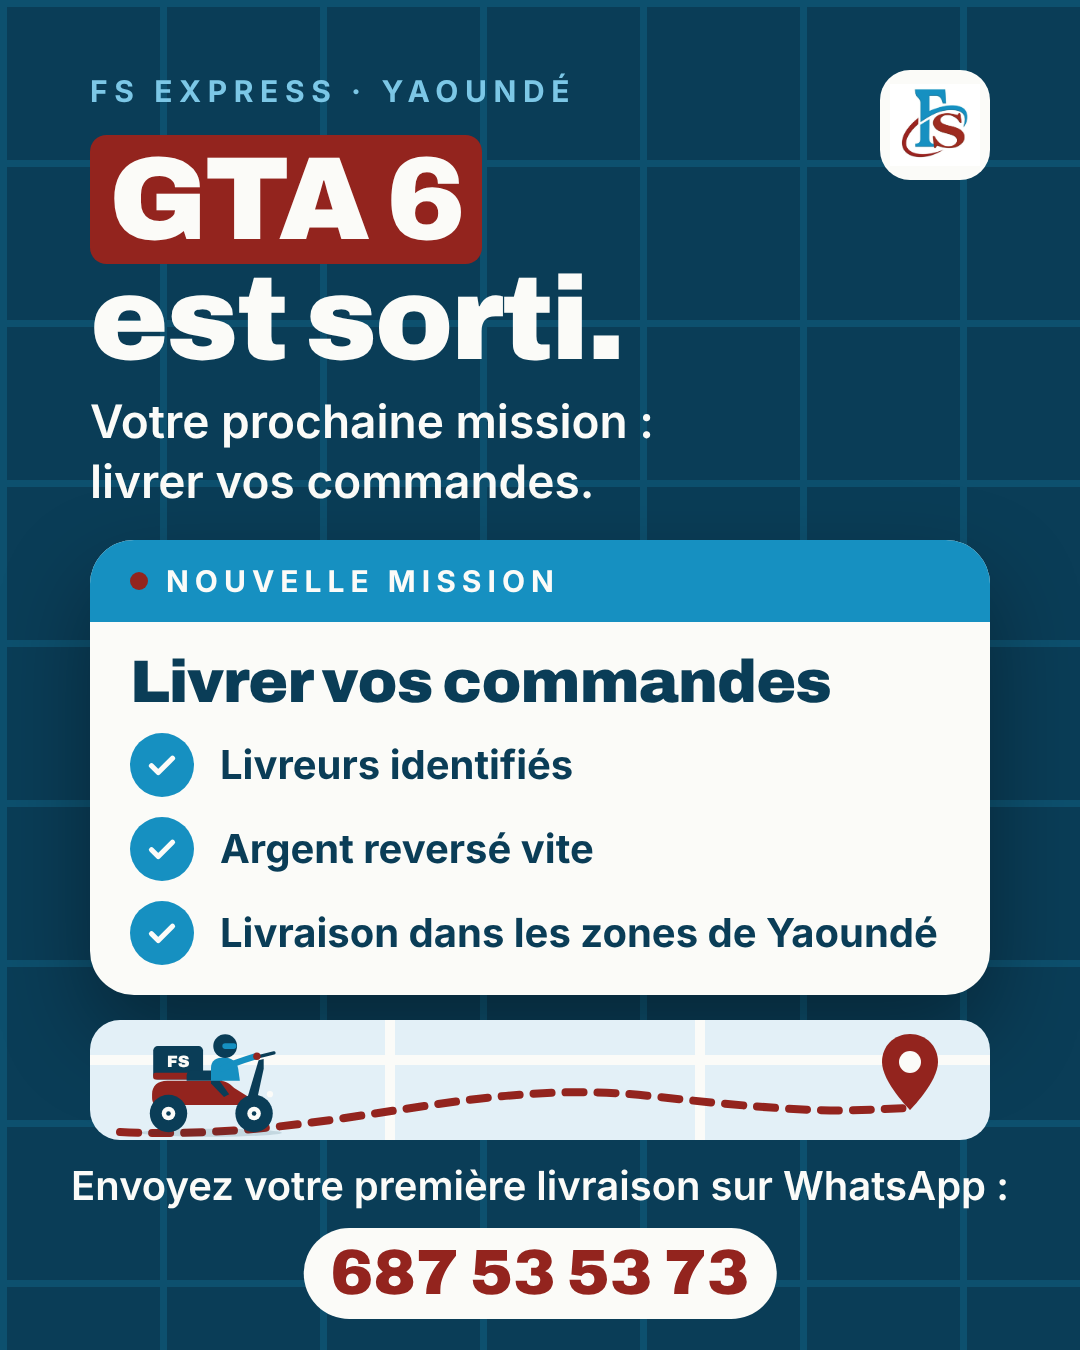 FS EXPRESS · YAOUNDÉ
Fs
GTA 6
est sorti.
Votre prochaine mission :
livrer vos commandes.
NOUVELLE MISSION
Livrer vos commandes
Livreurs identifiés
Argent reversé vite
Livraison dans les zones de Yaoundé
FS
Envoyez votre première livraison sur WhatsApp :
687 53 53 73